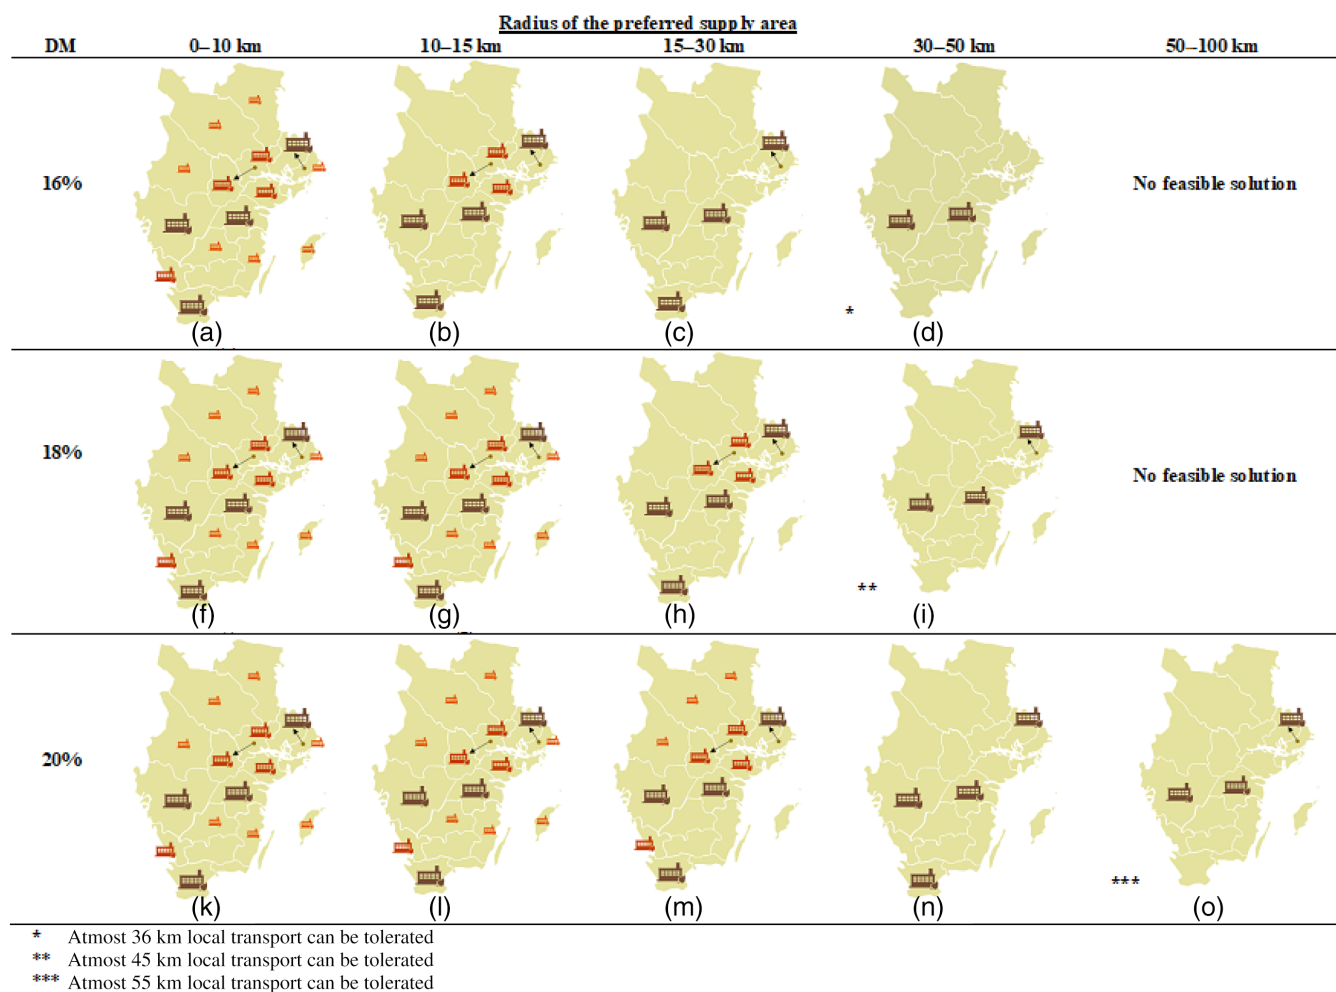 Radius of the preferred supply area
DM 0–10 km 10–15 km 15–30 km 30–50 km 50–100 km
16% No feasible solution
*
(a) (b) (c) (d)
18% No feasible solution
**
(f) (g) (h) (i)
20%
***
(k) (l) (m) (n) (o)
* Atmost 36 km local transport can be tolerated
** Atmost 45 km local transport can be tolerated
*** Atmost 55 km local transport can be tolerated